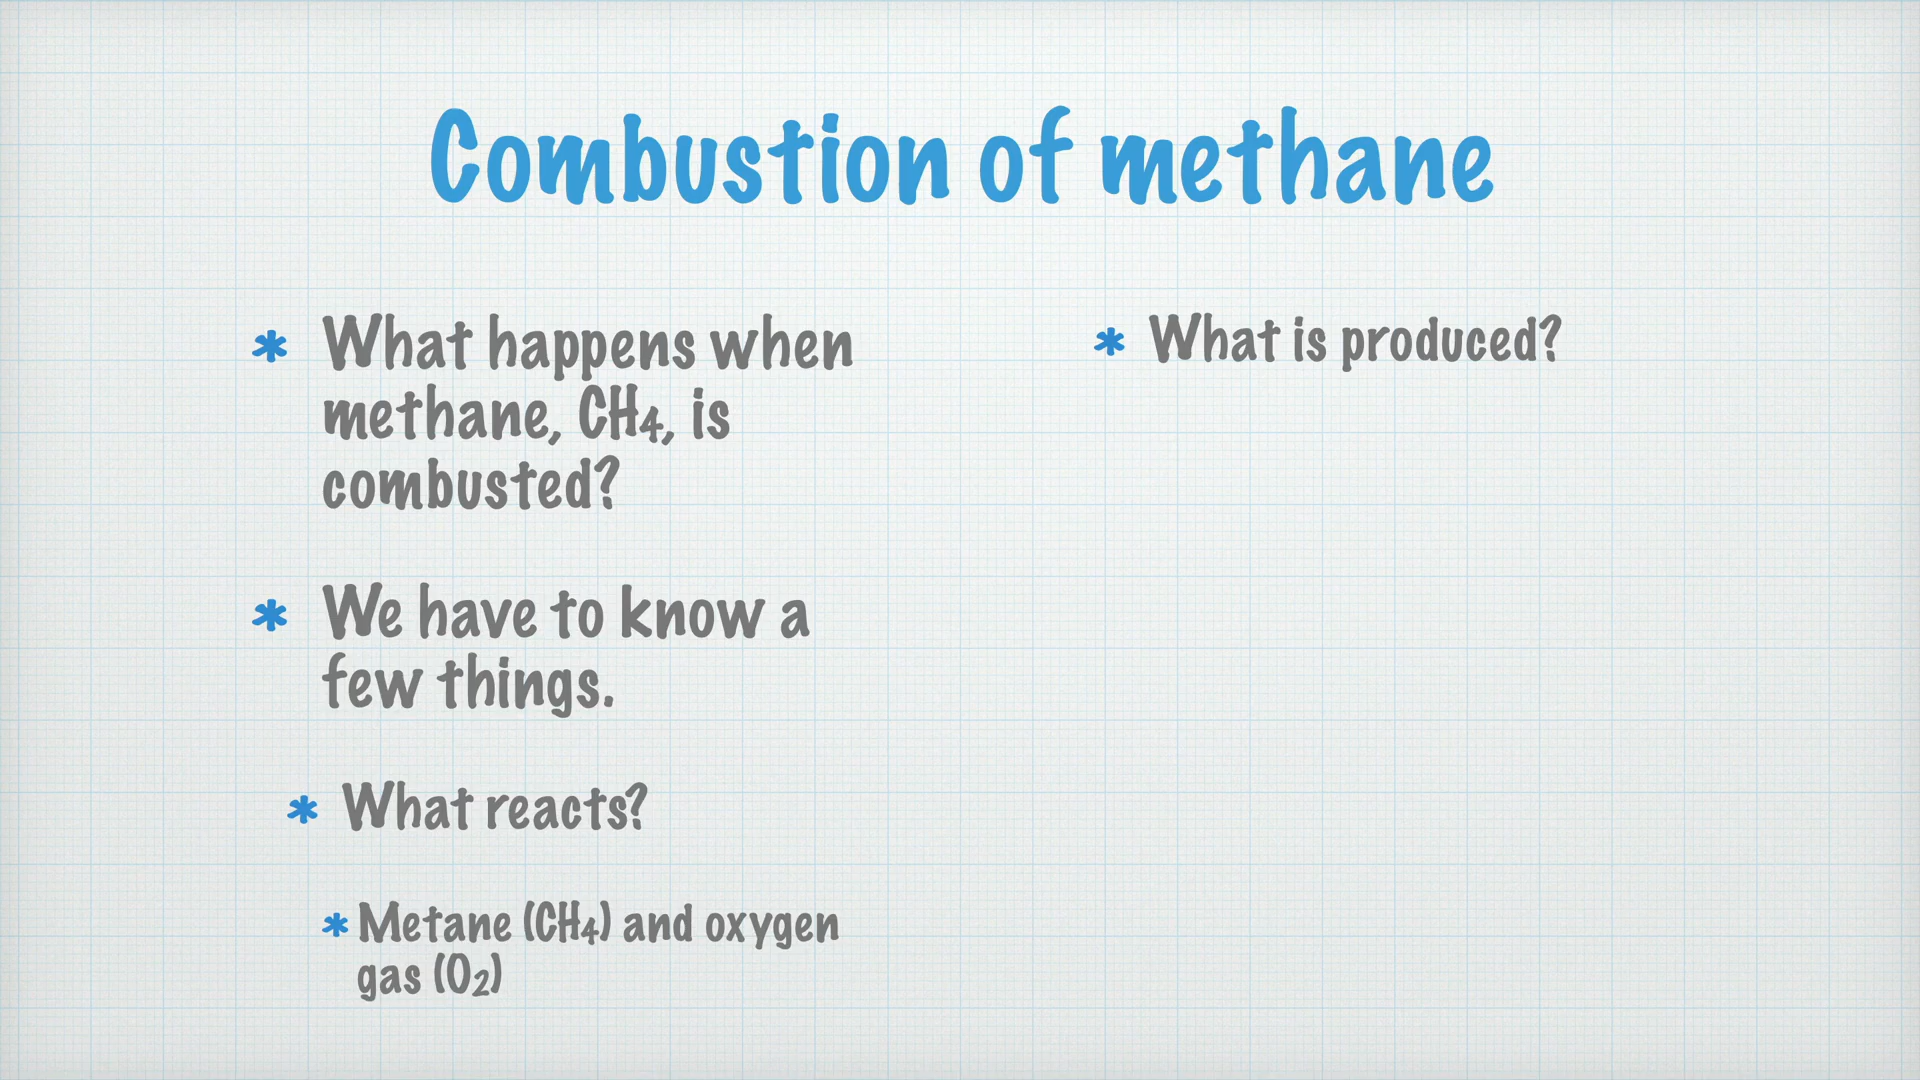 Combustion of methane
* What happens when
methane, CH₄, is
combusted?
* We have to know a
few things.
* What reacts?
* Metane (CH₄) and oxygen
gas (O₂)
* What is produced?